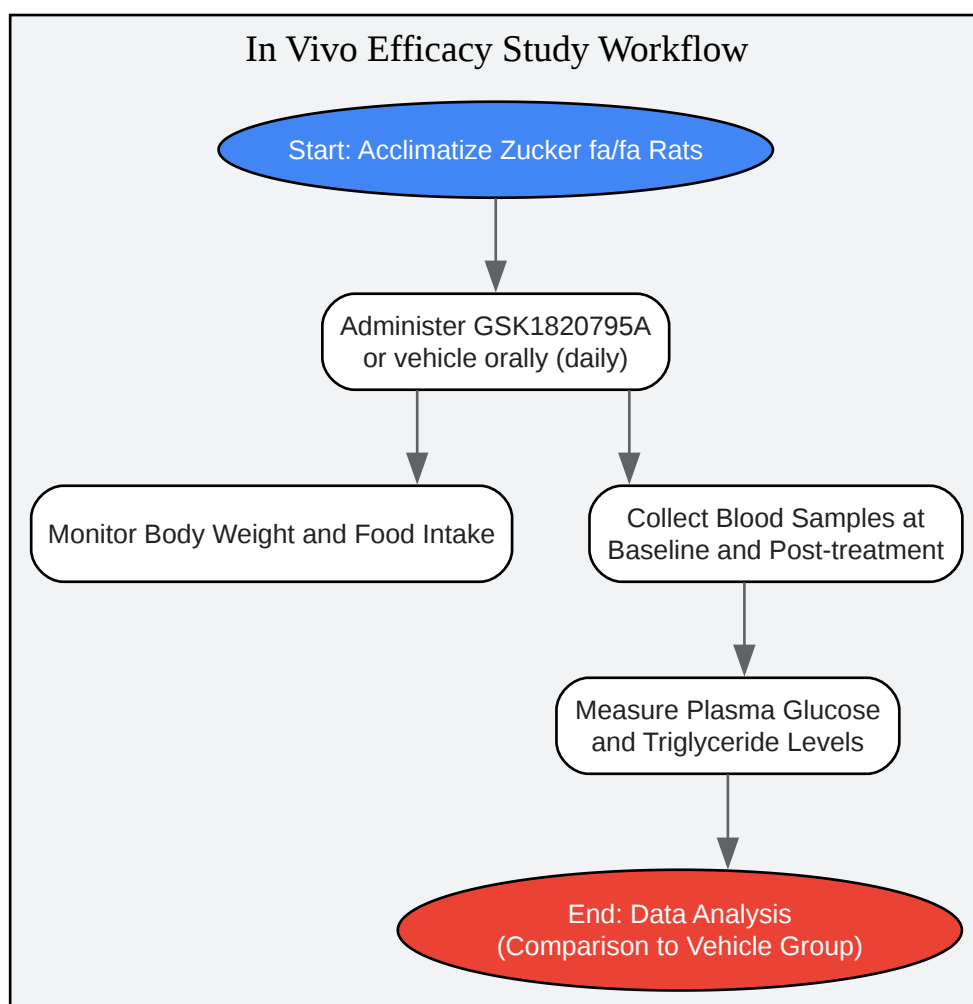 In Vivo Efficacy Study Workflow
Start: Acclimatize Zucker fa/fa Rats
Administer GSK1820795A
or vehicle orally (daily)
Monitor Body Weight and Food Intake
Collect Blood Samples at
Baseline and Post-treatment
Measure Plasma Glucose
and Triglyceride Levels
End: Data Analysis
(Comparison to Vehicle Group)